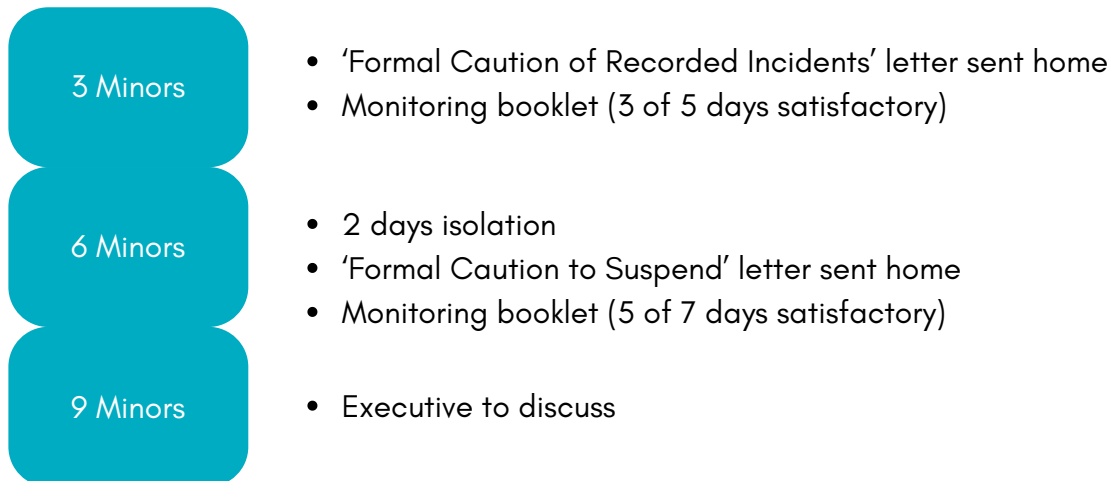 3 Minors
• ‘Formal Caution of Recorded Incidents’ letter sent home
• Monitoring booklet (3 of 5 days satisfactory)
6 Minors
• 2 days isolation
• ‘Formal Caution to Suspend’ letter sent home
• Monitoring booklet (5 of 7 days satisfactory)
9 Minors
• Executive to discuss